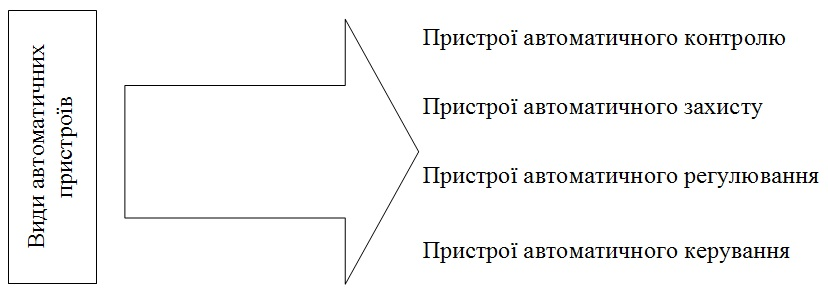 Види автоматичних
пристроїв
Пристрої автоматичного контролю
Пристрої автоматичного захисту
Пристрої автоматичного регулювання
Пристрої автоматичного керування